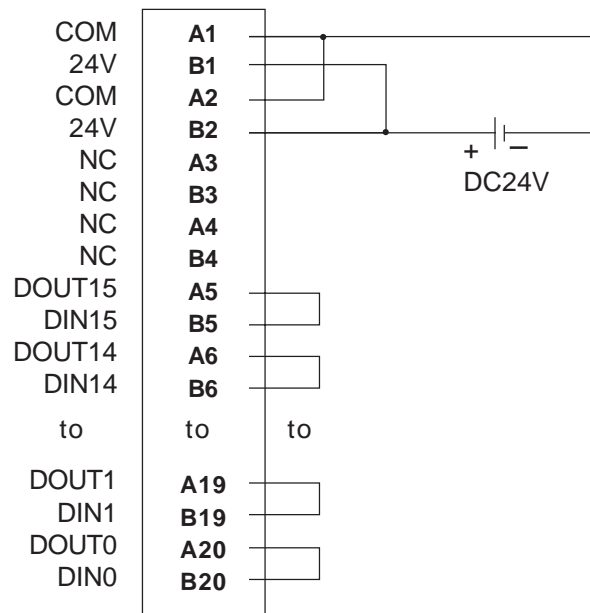 COM A1
24V B1
COM A2
24V B2
+ −
NC A3
DC24V
NC B3
NC A4
NC B4
DOUT15 A5
DIN15 B5
DOUT14 A6
DIN14 B6
to to to
DOUT1 A19
DIN1 B19
DOUT0 A20
DIN0 B20